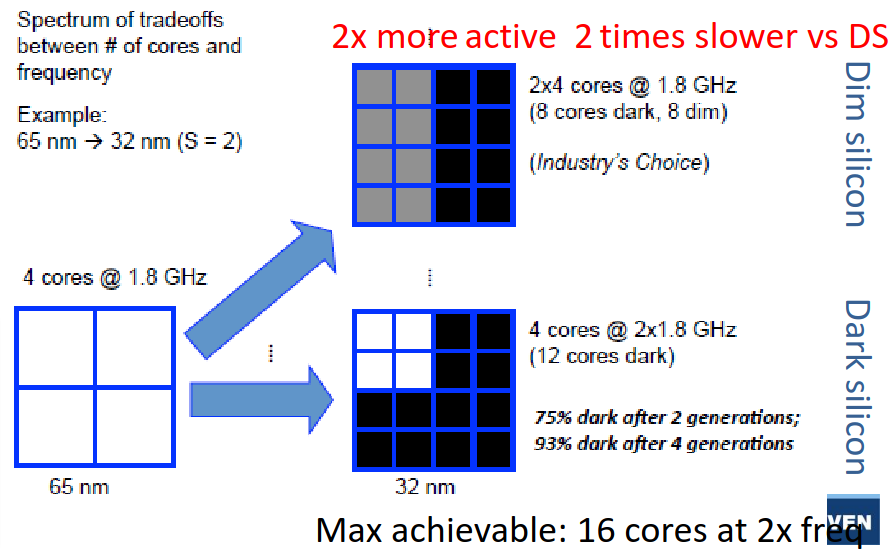 Spectrum of tradeoffs
between # of cores and
frequency
Example:
65 nm → 32 nm (S = 2)
2x more active 2 times slower vs DS
2x4 cores @ 1.8 GHz
(8 cores dark, 8 dim)
(Industry's Choice)
Dim silicon
4 cores @ 1.8 GHz
65 nm
4 cores @ 2x1.8 GHz
(12 cores dark)
75% dark after 2 generations;
93% dark after 4 generations
Dark silicon
32 nm
VEN
Max achievable: 16 cores at 2x freq